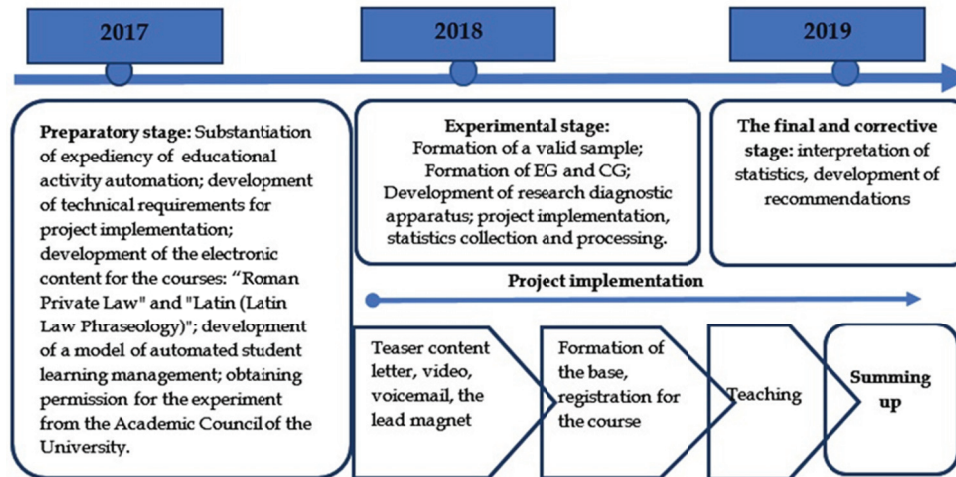 2017
2018
2019
Preparatory stage: Substantiation
of expediency of educational
activity automation; development
of technical requirements for
project implementation;
development of the electronic
content for the courses: “Roman
Private Law" and "Latin (Latin
Law Phraseology)"; development
of a model of automated student
learning management; obtaining
permission for the experiment
from the Academic Council of the
University.
Experimental stage:
Formation of a valid sample;
Formation of EG and CG;
Development of research diagnostic
apparatus; project implementation,
statistics collection and processing.
The final and corrective
stage: interpretation of
statistics, development of
recommendations
Project implementation
Teaser content
letter, video,
voicemail, the
lead magnet
Formation of
the base,
registration for
the course
Teaching
Summing
up